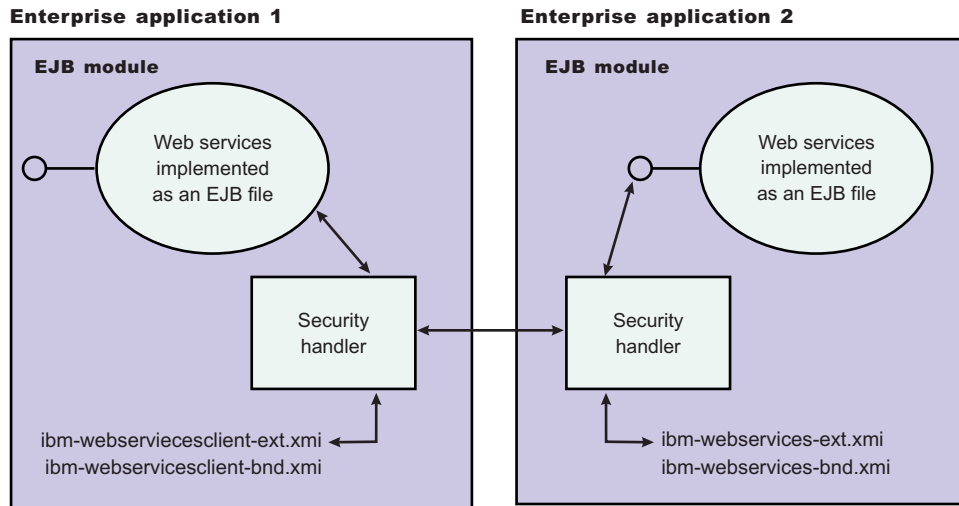 Enterprise application 1
EJB module
Web services
implemented
as an EJB file
Security
handler
ibm-webserviecesclient-ext.xmi
ibm-webservicesclient-bnd.xmi
Enterprise application 2
EJB module
Web services
implemented
as an EJB file
Security
handler
ibm-webservices-ext.xmi
ibm-webservices-bnd.xmi